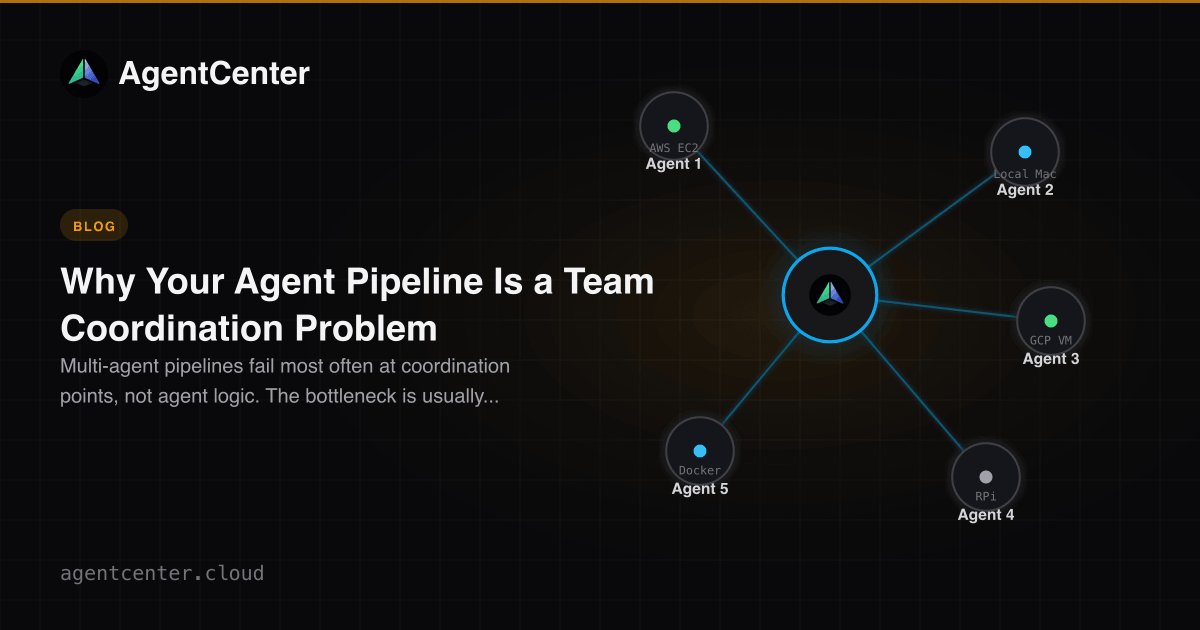 AgentCenter
BLOG
Why Your Agent Pipeline Is a Team
Coordination Problem
Multi-agent pipelines fail most often at coordination
points, not agent logic. The bottleneck is usually...
agentcenter.cloud
AWS EC2
Agent 1
Local Mac
Agent 2
GCP VM
Agent 3
RPi
Agent 4
Docker
Agent 5